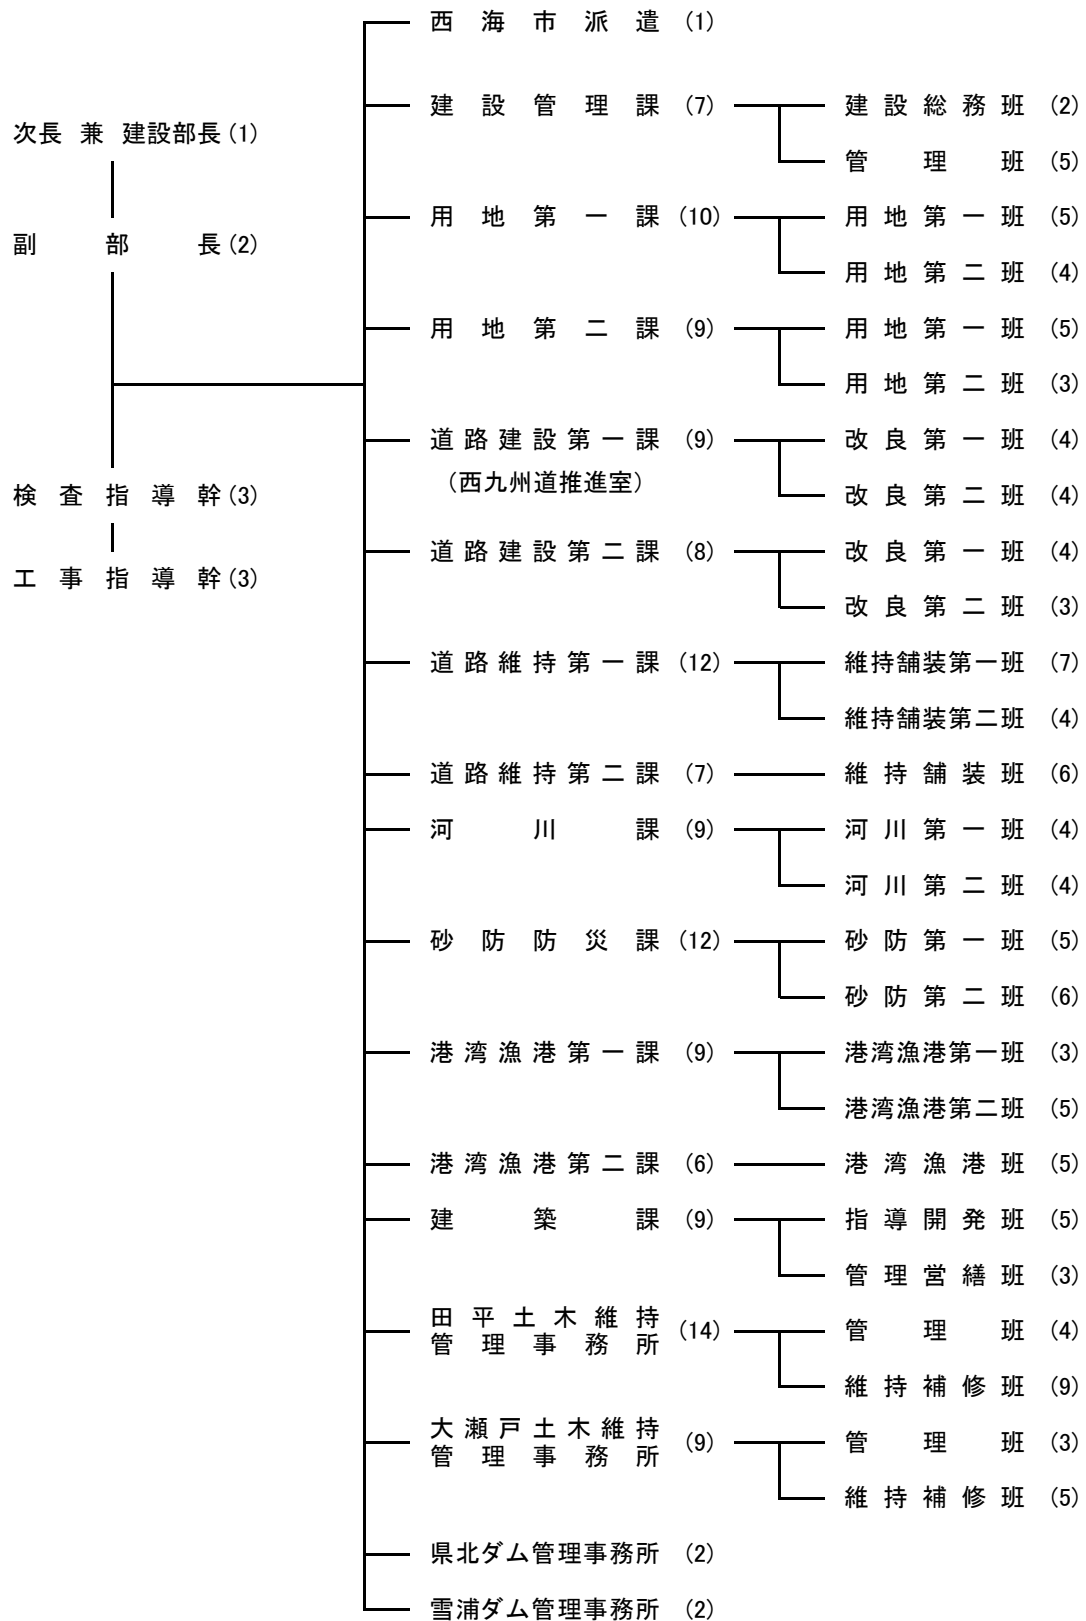 西海市派遣 (1)
建設管理課 (7) 建設総務班 (2)
次長 兼 建設部長 (1)
管理班 (5)
用地第一課 (10) 用地第一班 (5)
副部長 (2)
用地第二班 (4)
用地第二課 (9) 用地第一班 (5)
用地第二班 (3)
道路建設第一課 (9) 改良第一班 (4)
(西九州道推進室)
検査指導幹 (3) 改良第二班 (4)
道路建設第二課 (8) 改良第一班 (4)
工事指導幹 (3)
改良第二班 (3)
道路維持第一課 (12) 維持舗装第一班 (7)
維持舗装第二班 (4)
道路維持第二課 (7) 維持舗装班 (6)
河川課 (9) 河川第一班 (4)
河川第二班 (4)
砂防防災課 (12) 砂防第一班 (5)
砂防第二班 (6)
港湾漁港第一課 (9) 港湾漁港第一班 (3)
港湾漁港第二班 (5)
港湾漁港第二課 (6) 港湾漁港班 (5)
建築課 (9) 指導開発班 (5)
管理営繕班 (3)
田平土木維持
管理事務所 (14) 管理班 (4)
維持補修班 (9)
大瀬戸土木維持
管理事務所 (9) 管理班 (3)
維持補修班 (5)
県北ダム管理事務所 (2)
雪浦ダム管理事務所 (2)